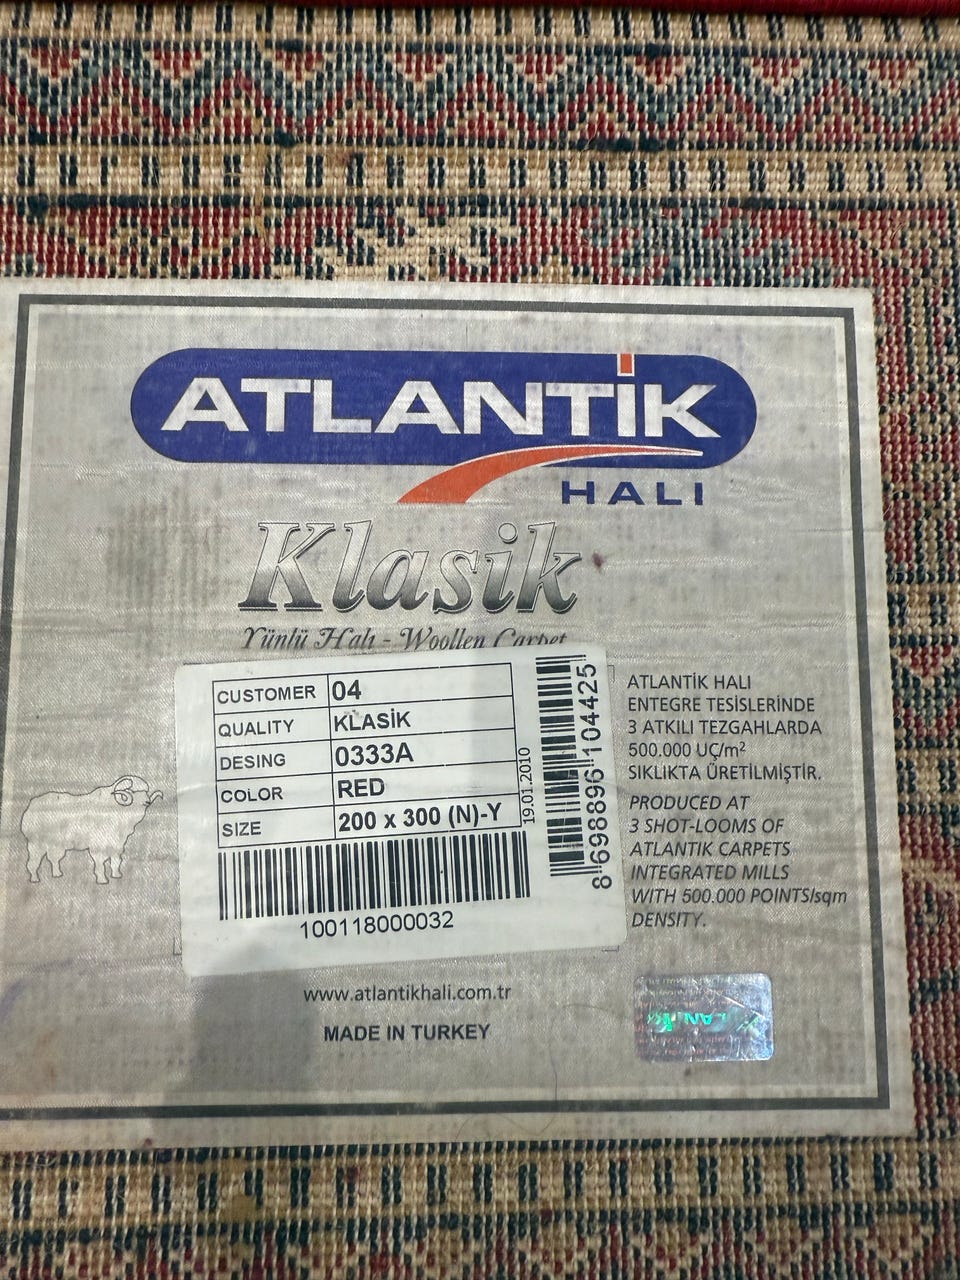 ATLANTİK
HALI
Klasik
Yünlü Halı - Woollen Carpet
CUSTOMER 04
QUALITY KLASİK
DESING 0333A
COLOR RED
SIZE 200 x 300 (N)-Y
19.01.2010
8698896104425
100118000032
ATLANTİK HALI
ENTEGRE TESİSLERİNDE
3 ATKILI TEZGAHLARDA
500.000 UÇ/m²
SIKLIKTA ÜRETİLMİŞTİR.
PRODUCED AT
3 SHOT-LOOMS OF
ATLANTIK CARPETS
INTEGRATED MILLS
WITH 500.000 POINTS/sqm
DENSITY.
www.atlantikhali.com.tr
MADE IN TURKEY